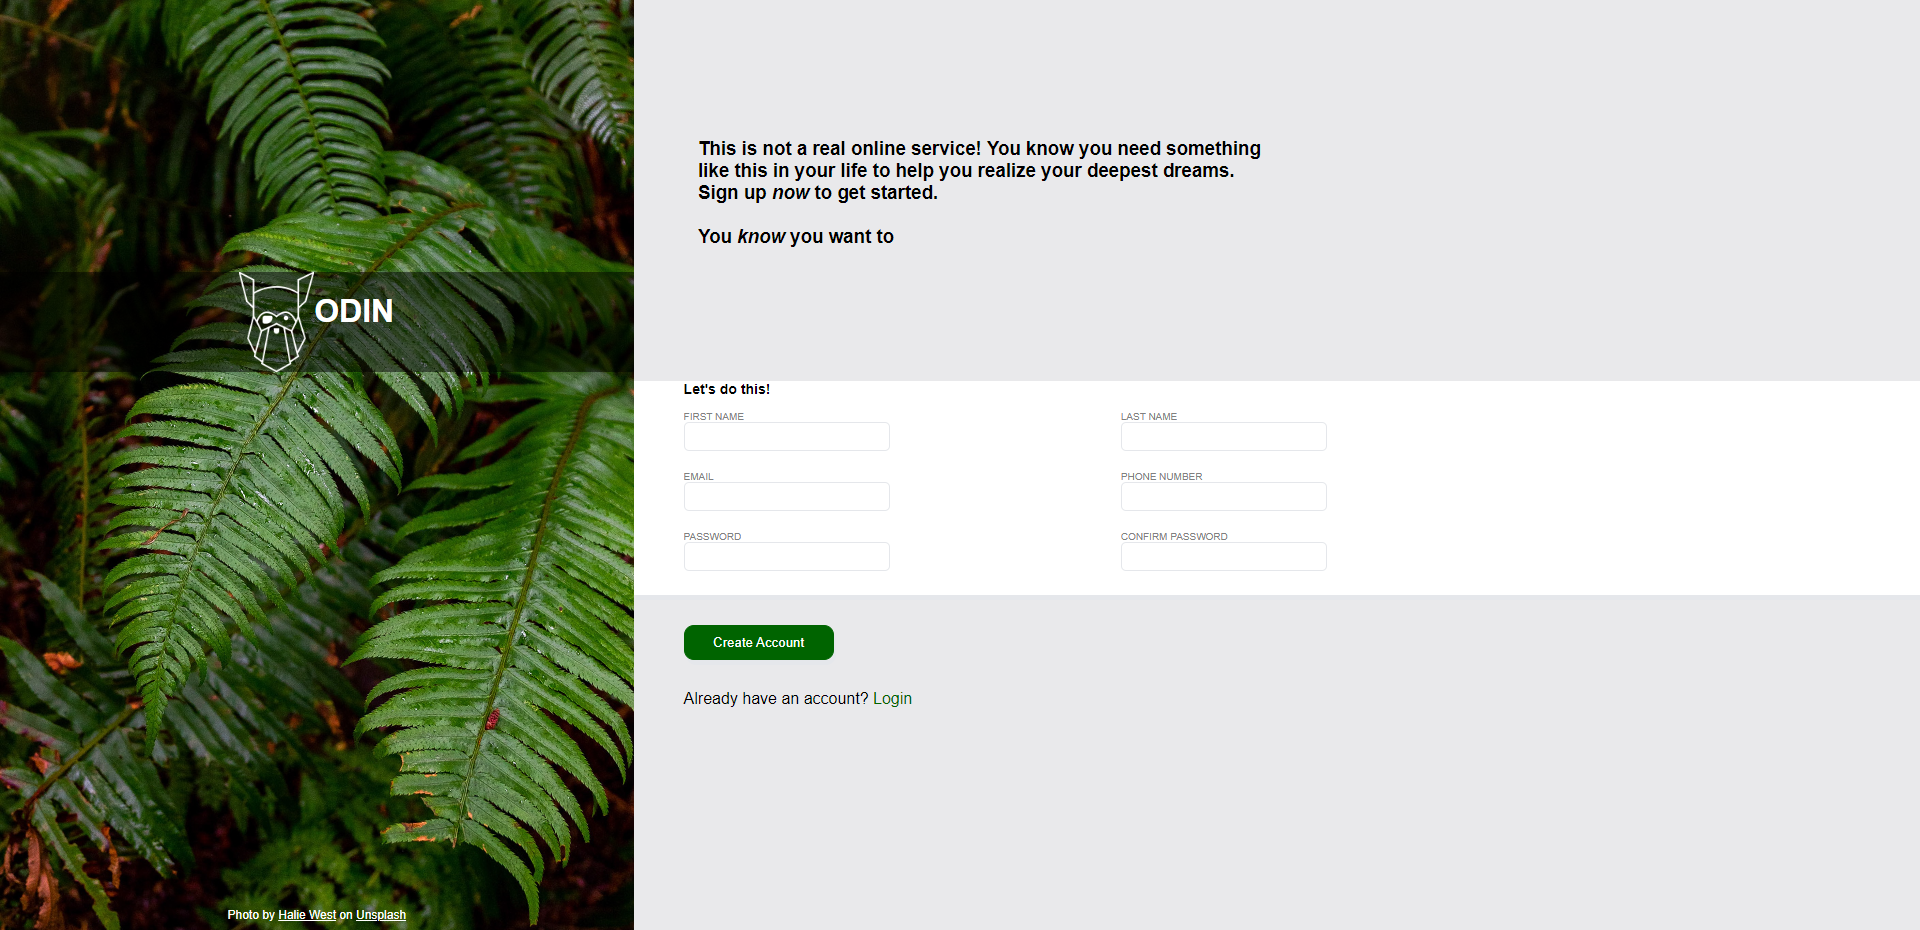 ODIN
Photo by Halie West on Unsplash
This is not a real online service! You know you need something
like this in your life to help you realize your deepest dreams.
Sign up now to get started.
You know you want to
Let's do this!
FIRST NAME
LAST NAME
EMAIL
PHONE NUMBER
PASSWORD
CONFIRM PASSWORD
Create Account
Already have an account? Login